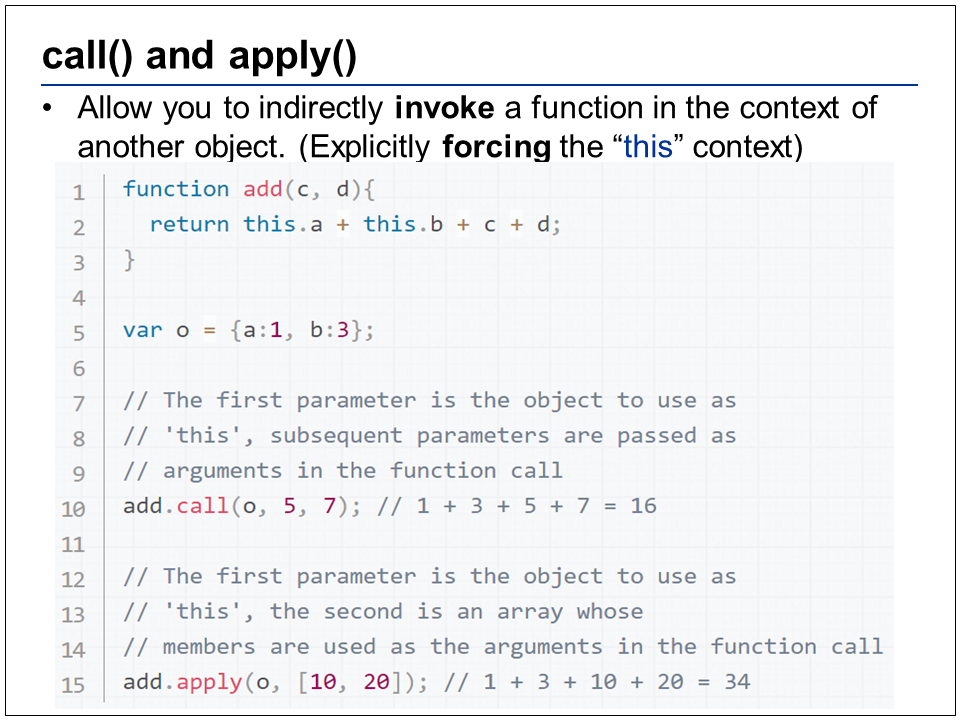 call() and apply()
• Allow you to indirectly invoke a function in the context of
another object. (Explicitly forcing the “this” context)
1 function add(c, d){
2   return this.a + this.b + c + d;
3 }
4
5 var o = {a:1, b:3};
6
7 // The first parameter is the object to use as
8 // 'this', subsequent parameters are passed as
9 // arguments in the function call
10 add.call(o, 5, 7); // 1 + 3 + 5 + 7 = 16
11
12 // The first parameter is the object to use as
13 // 'this', the second is an array whose
14 // members are used as the arguments in the function call
15 add.apply(o, [10, 20]); // 1 + 3 + 10 + 20 = 34